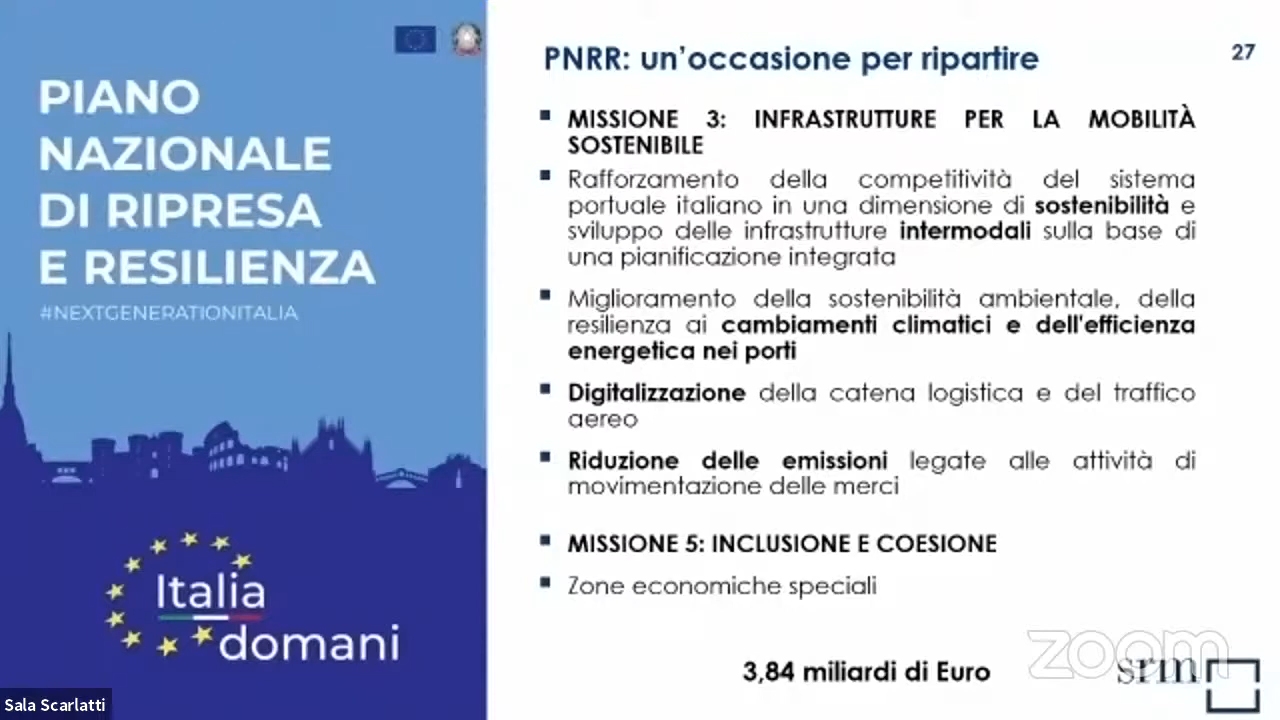 PIANO
NAZIONALE
DI RIPRESA
E RESILIENZA
#NEXTGENERATIONITALIA
Italia
domani
Sala Scarlatti
PNRR: un'occasione per ripartire
27
MISSIONE 3: INFRASTRUTTURE PER LA MOBILITÀ
SOSTENIBILE
Rafforzamento della competitività del sistema
portuale italiano in una dimensione di sostenibilità e
sviluppo delle infrastrutture intermodali sulla base di
una pianificazione integrata
Miglioramento della sostenibilità ambientale, della
resilienza ai cambiamenti climatici e dell'efficienza
energetica nei porti
Digitalizzazione della catena logistica e del traffico
aereo
Riduzione delle emissioni legate alle attività di
movimentazione delle merci
MISSIONE 5: INCLUSIONE E COESIONE
Zone economiche speciali
3,84 miliardi di Euro
zoom
srm